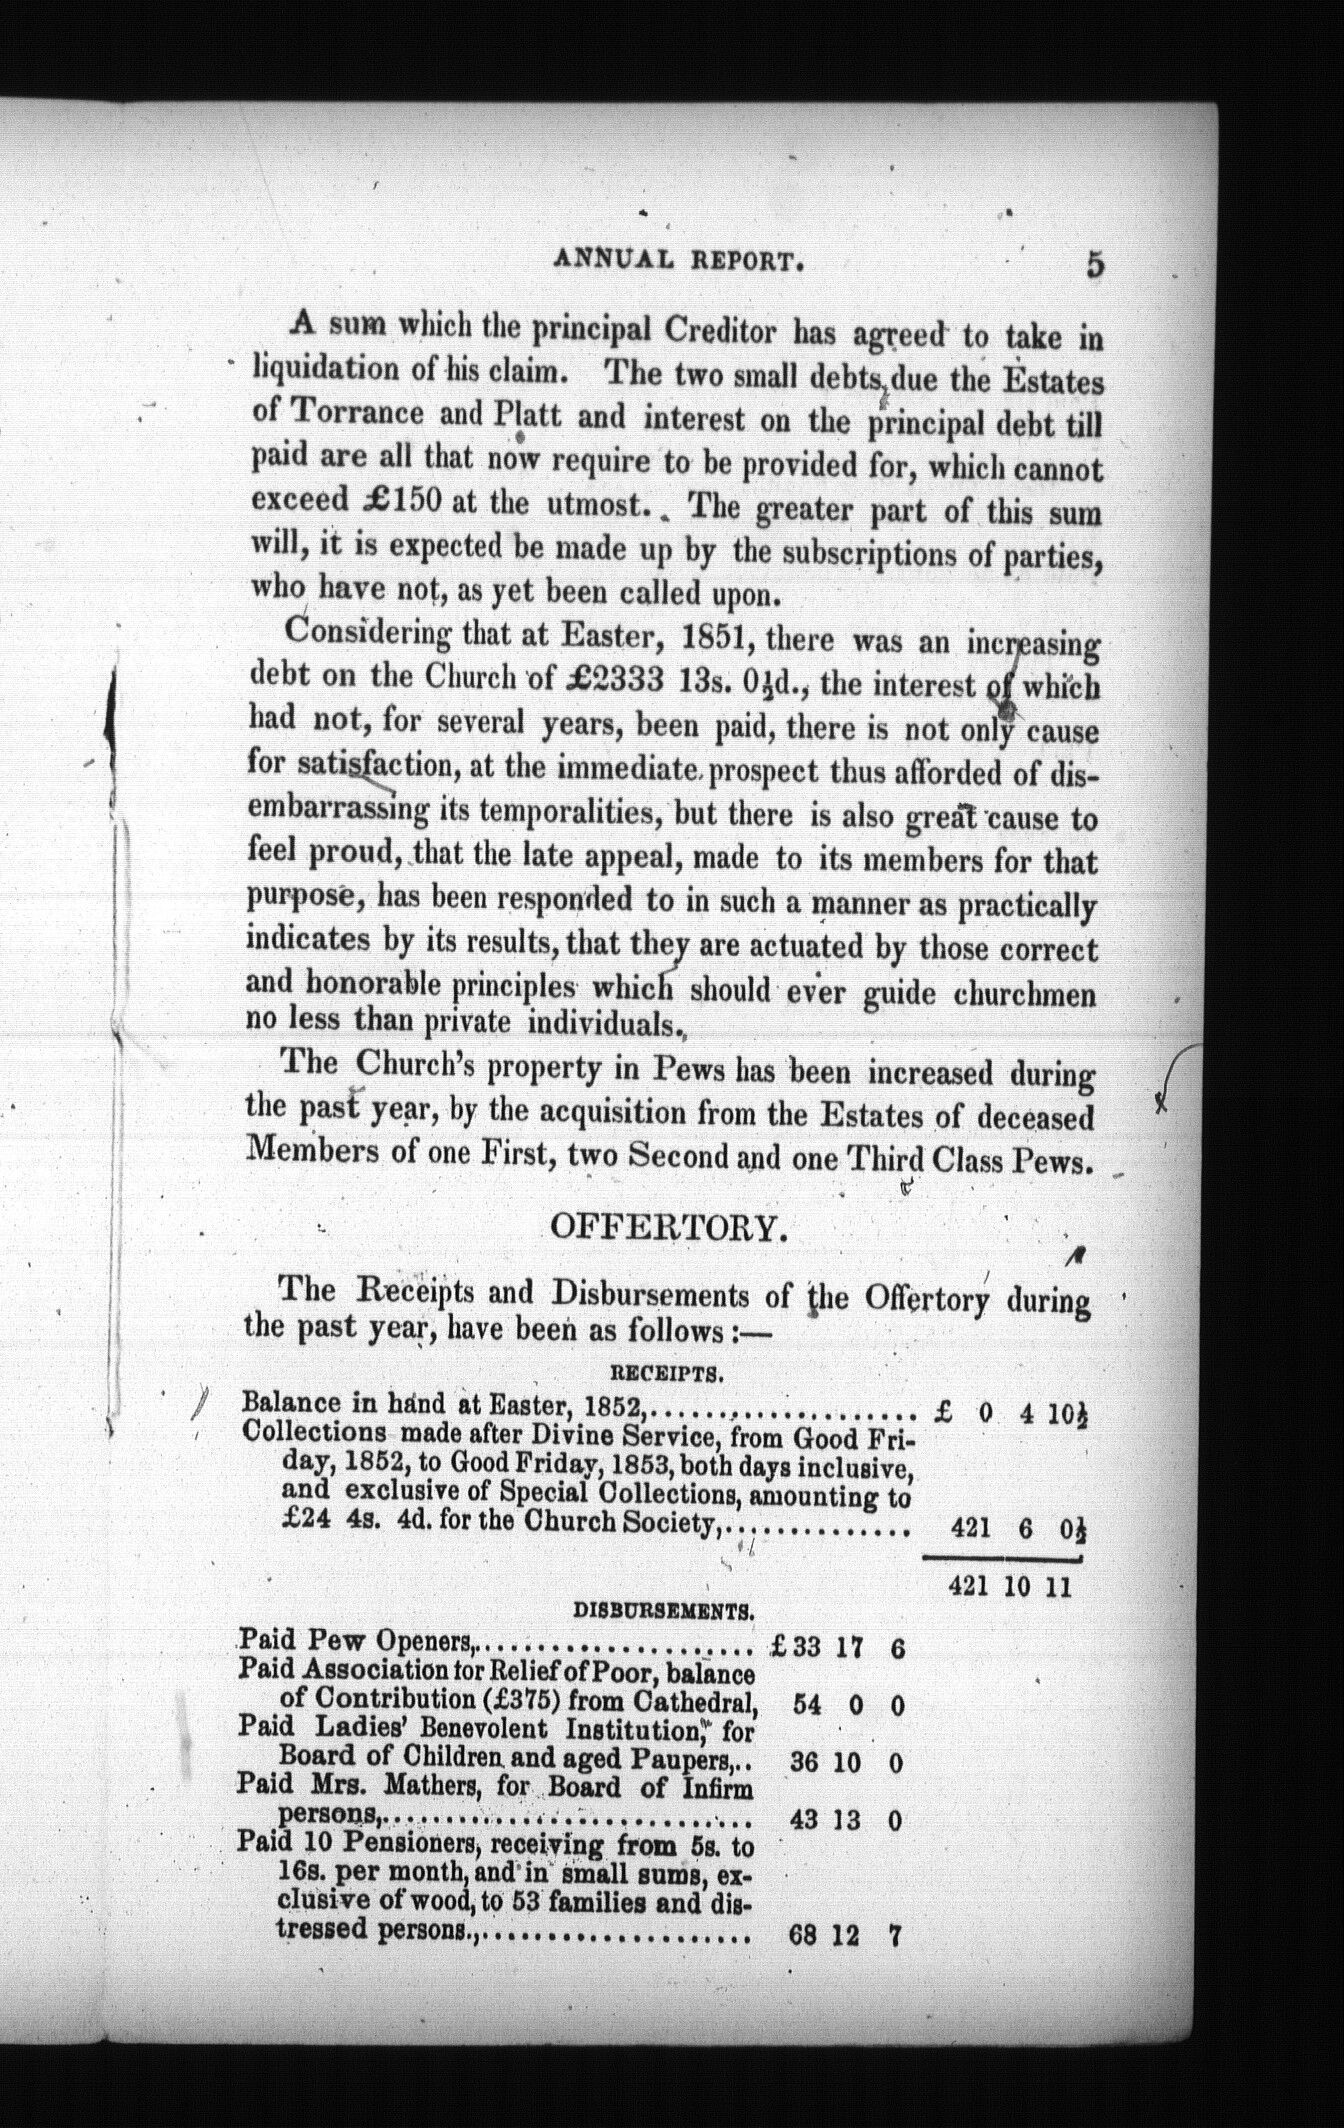 ANNUAL REPORT. 5
A sum which the principal Creditor has agreed to take in
liquidation of his claim. The two small debts, due the Estates
of Torrance and Platt and interest on the principal debt till
paid are all that now require to be provided for, which cannot
exceed £150 at the utmost. The greater part of this sum
will, it is expected be made up by the subscriptions of parties,
who have not, as yet been called upon.
Considering that at Easter, 1851, there was an increasing
debt on the Church of £2333 13s. 0½d., the interest of which
had not, for several years, been paid, there is not only cause
for satisfaction, at the immediate prospect thus afforded of dis-
embarrassing its temporalities, but there is also great cause to
feel proud, that the late appeal, made to its members for that
purpose, has been responded to in such a manner as practically
indicates by its results, that they are actuated by those correct
and honorable principles which should ever guide churchmen
no less than private individuals.
The Church's property in Pews has been increased during
the past year, by the acquisition from the Estates of deceased
Members of one First, two Second and one Third Class Pews.
OFFERTORY.
The Receipts and Disbursements of the Offertory during
the past year, have been as follows:—
RECEIPTS.
Balance in hand at Easter, 1852,.................... £ 0 4 10½
Collections made after Divine Service, from Good Fri-
day, 1852, to Good Friday, 1853, both days inclusive,
and exclusive of Special Collections, amounting to
£24 4s. 4d. for the Church Society,.............. 421 6 0½
421 10 11
DISBURSEMENTS.
Paid Pew Openers,..................... £33 17 6
Paid Association for Relief of Poor, balance
of Contribution (£375) from Cathedral, 54 0 0
Paid Ladies' Benevolent Institution, for
Board of Children and aged Paupers,.. 36 10 0
Paid Mrs. Mathers, for Board of Infirm
persons,............................ 43 13 0
Paid 10 Pensioners, receiving from 5s. to
16s. per month, and in small sums, ex-
clusive of wood, to 53 families and dis-
tressed persons.,..................... 68 12 7